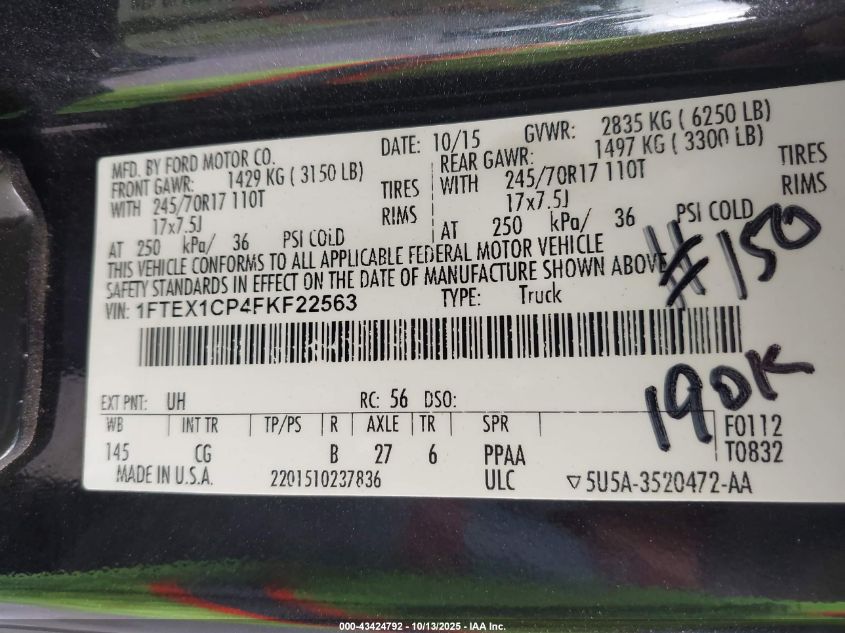 MFD. BY FORD MOTOR CO. DATE: 10/15 GVWR: 2835 KG ( 6250 LB)
FRONT GAWR: 1429 KG ( 3150 LB) REAR GAWR: 1497 KG ( 3300 LB)
WITH 245/70R17 110T TIRES WITH 245/70R17 110T TIRES
17x7.5J RIMS 17x7.5J RIMS
AT 250 kPa/ 36 PSI COLD AT 250 kPa/ 36 PSI COLD
THIS VEHICLE CONFORMS TO ALL APPLICABLE FEDERAL MOTOR VEHICLE
SAFETY STANDARDS IN EFFECT ON THE DATE OF MANUFACTURE SHOWN ABOVE
#150
VIN: 1FTEX1CP4FKF22563 TYPE: Truck
190K
EXT PNT: UH RC: 56 DSO:
WB INT TR TP/PS R AXLE TR SPR F0112
145 CG B 27 6 PPAA T0832
MADE IN U.S.A. 2201510237836 ULC ▽5U5A-3520472-AA
000-43424792 - 10/13/2025 - IAA Inc.